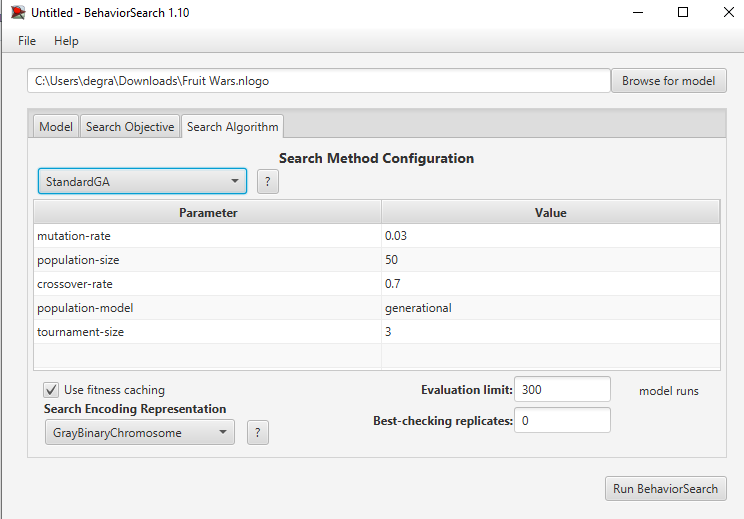 Untitled - BehaviorSearch 1.10
File Help
C:\Users\degra\Downloads\Fruit Wars.nlogo Browse for model
Model Search Objective Search Algorithm
Search Method Configuration
StandardGA ?
Parameter Value
mutation-rate 0.03
population-size 50
crossover-rate 0.7
population-model generational
tournament-size 3
Use fitness caching Evaluation limit: 300 model runs
Search Encoding Representation
Best-checking replicates: 0
GrayBinaryChromosome ?
Run BehaviorSearch